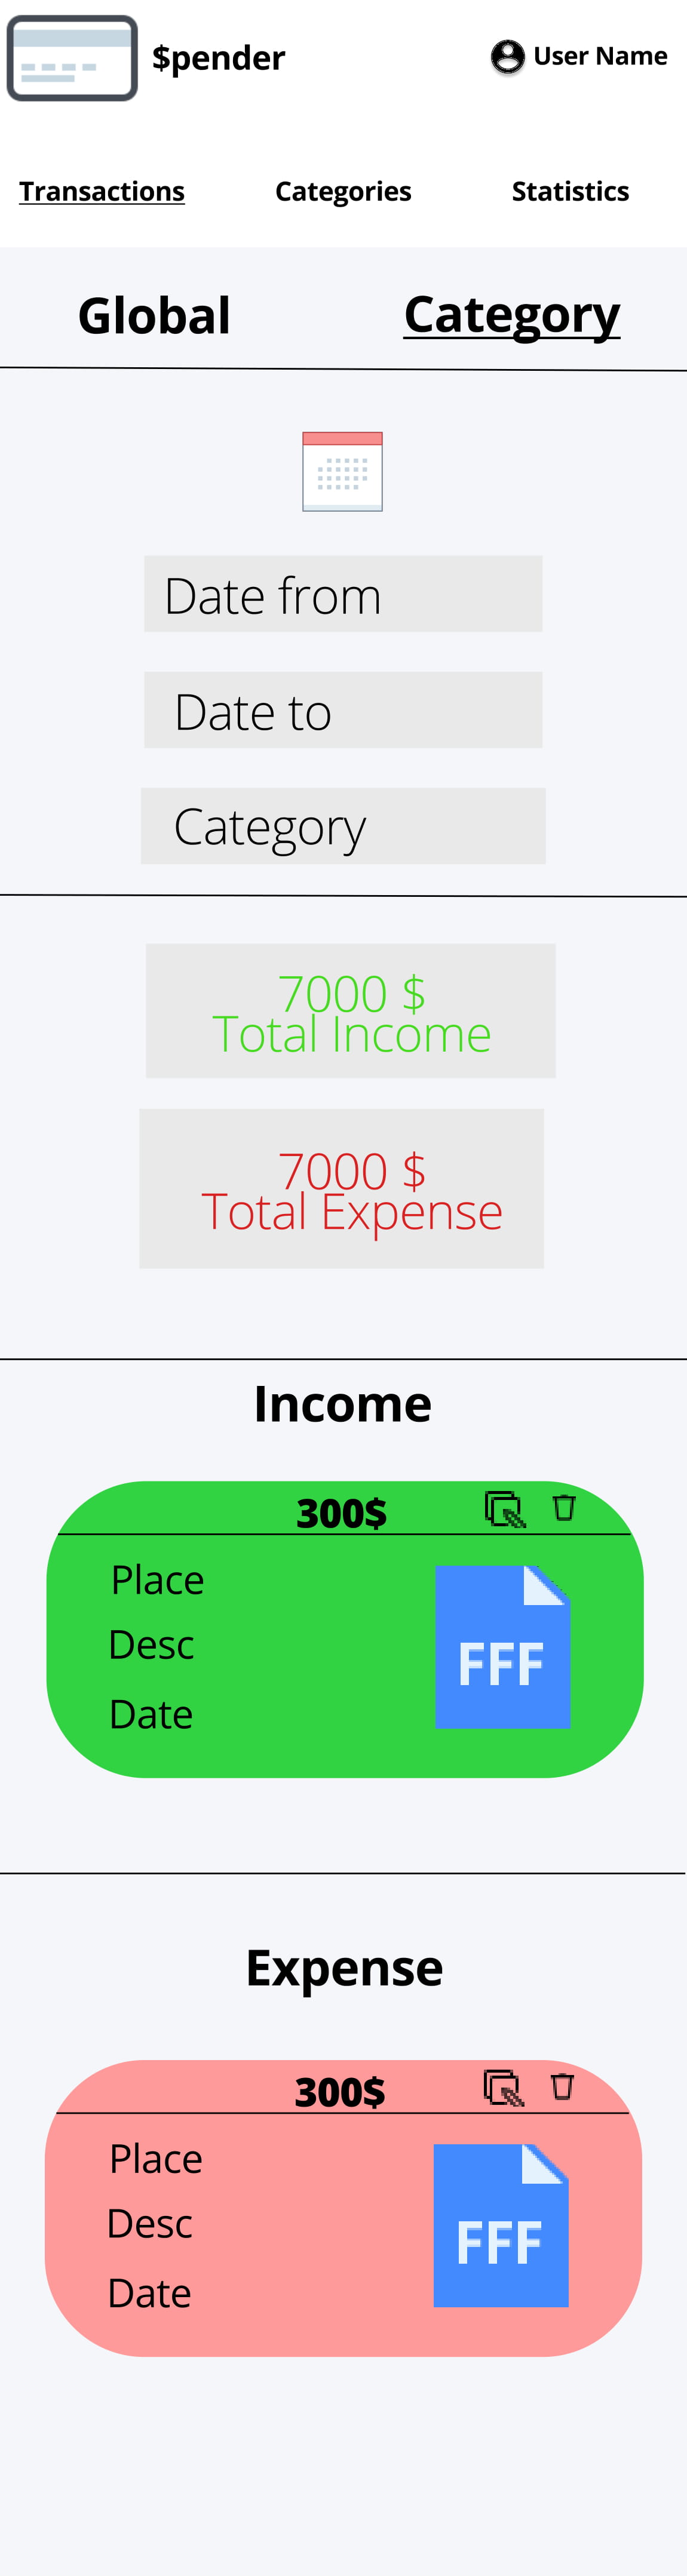 $pender
User Name
Transactions Categories Statistics
Global Category
Date from
Date to
Category
7000 $
Total Income
7000 $
Total Expense
Income
300$
Place
Desc
Date
FFF
Expense
300$
Place
Desc
Date
FFF